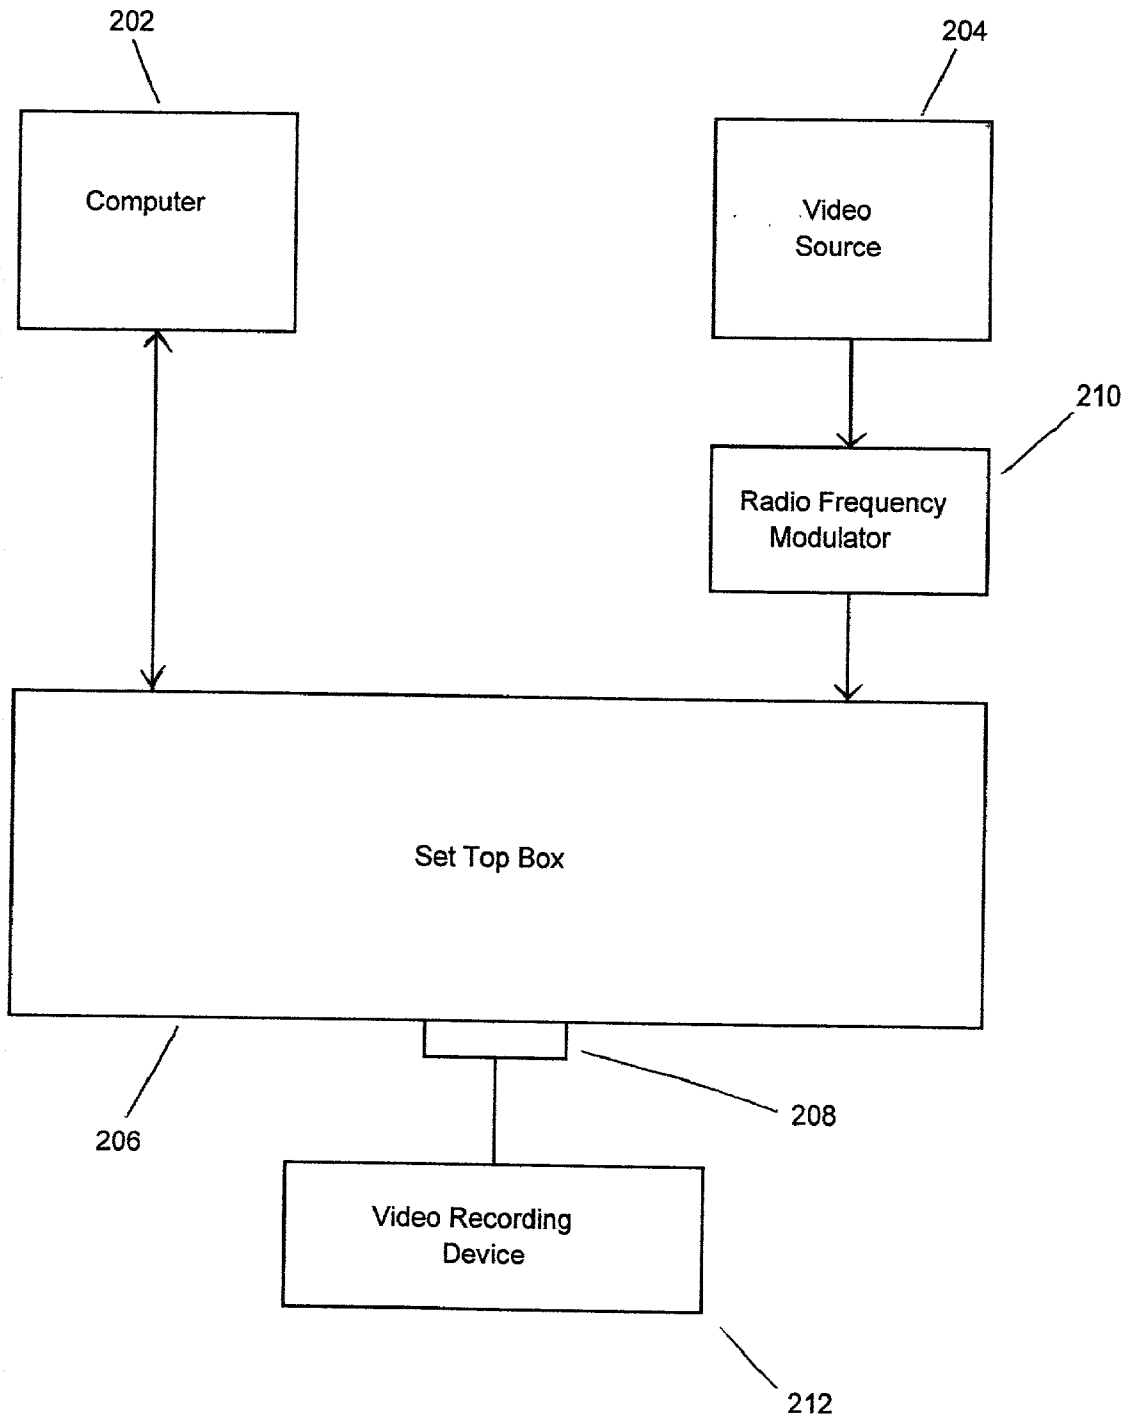 202
204
Computer
Video
Source
210
Radio Frequency
Modulator
Set Top Box
206
208
Video Recording
Device
212